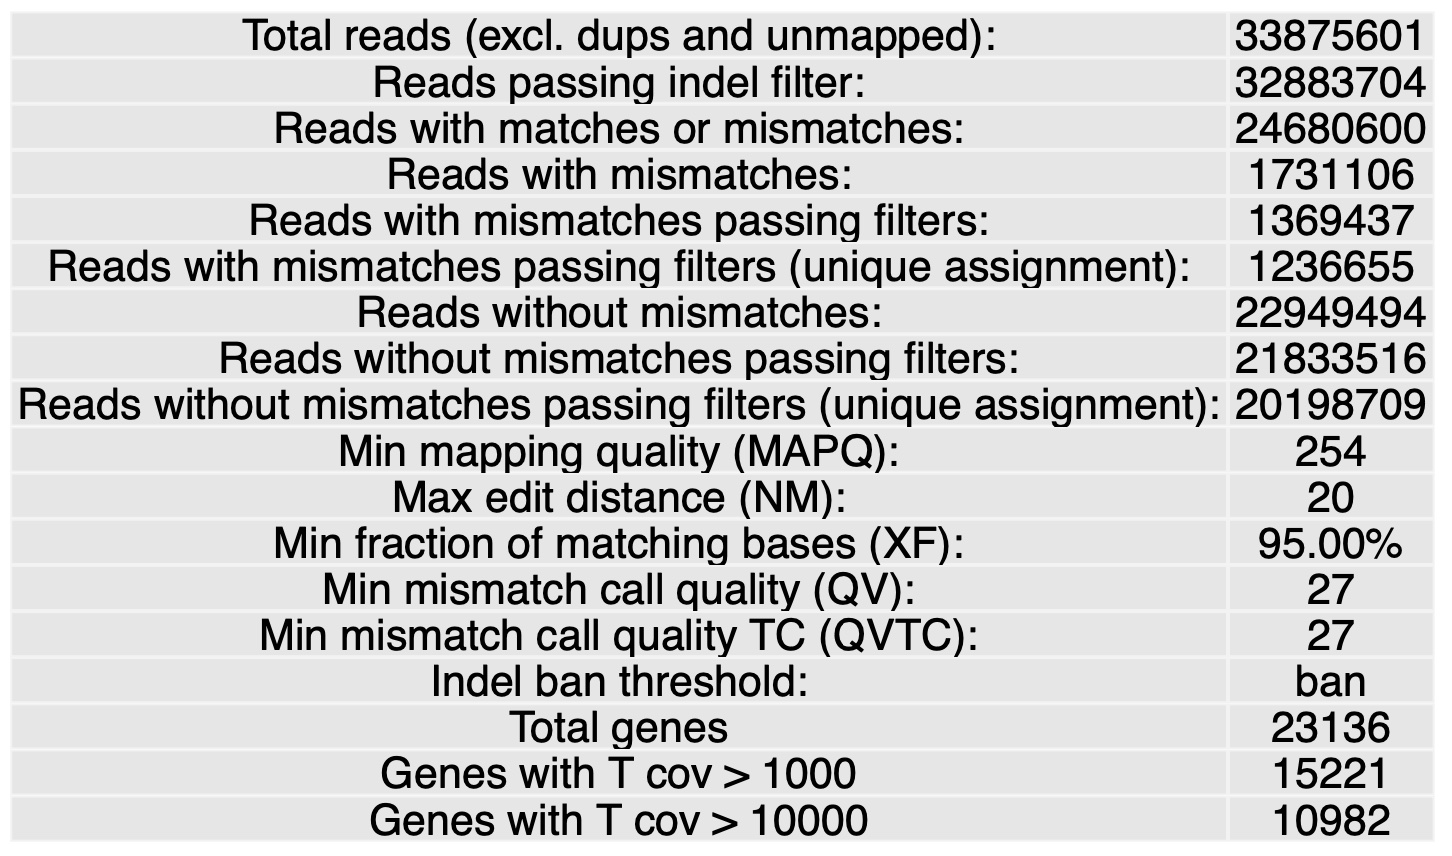 Total reads (excl. dups and unmapped): 33875601
Reads passing indel filter: 32883704
Reads with matches or mismatches: 24680600
Reads with mismatches: 1731106
Reads with mismatches passing filters: 1369437
Reads with mismatches passing filters (unique assignment): 1236655
Reads without mismatches: 22949494
Reads without mismatches passing filters: 21833516
Reads without mismatches passing filters (unique assignment): 20198709
Min mapping quality (MAPQ): 254
Max edit distance (NM): 20
Min fraction of matching bases (XF): 95.00%
Min mismatch call quality (QV): 27
Min mismatch call quality TC (QVTC): 27
Indel ban threshold: ban
Total genes 23136
Genes with T cov > 1000 15221
Genes with T cov > 10000 10982